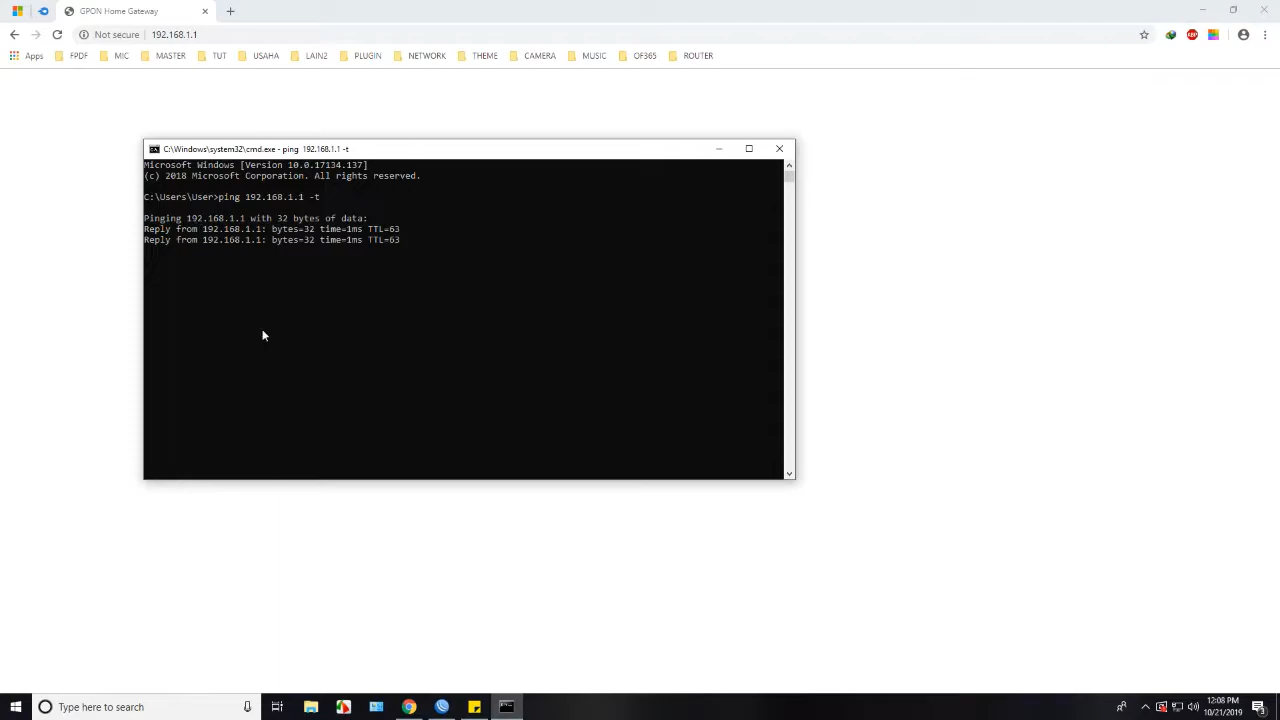 GPON Home Gateway
Not secure 192.168.1.1
Apps FPDF MIC MASTER TUT USAHA LAIN2 PLUGIN NETWORK THEME CAMERA MUSIC OF365 ROUTER
C:\Windows\system32\cmd.exe - ping 192.168.1.1 -t
Microsoft Windows [Version 10.0.17134.137]
(c) 2018 Microsoft Corporation. All rights reserved.
C:\Users\User>ping 192.168.1.1 -t
Pinging 192.168.1.1 with 32 bytes of data:
Reply from 192.168.1.1: bytes=32 time=1ms TTL=63
Reply from 192.168.1.1: bytes=32 time=1ms TTL=63
Type here to search
12:08 PM
10/21/2019